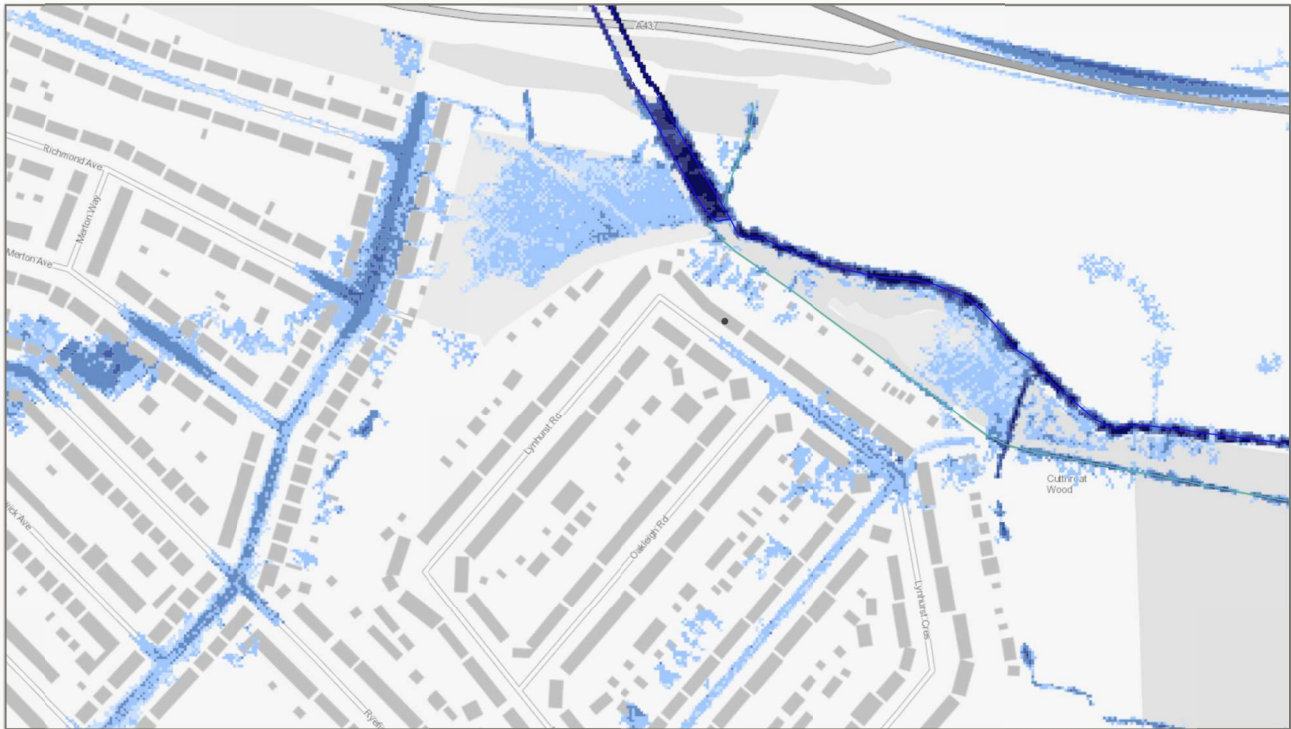 A437
Richmond Ave
Merton Way
Merton Ave
Lynhurst Rd
Oakleigh Rd
Cutthroat
Wood
Lynhurst Cres